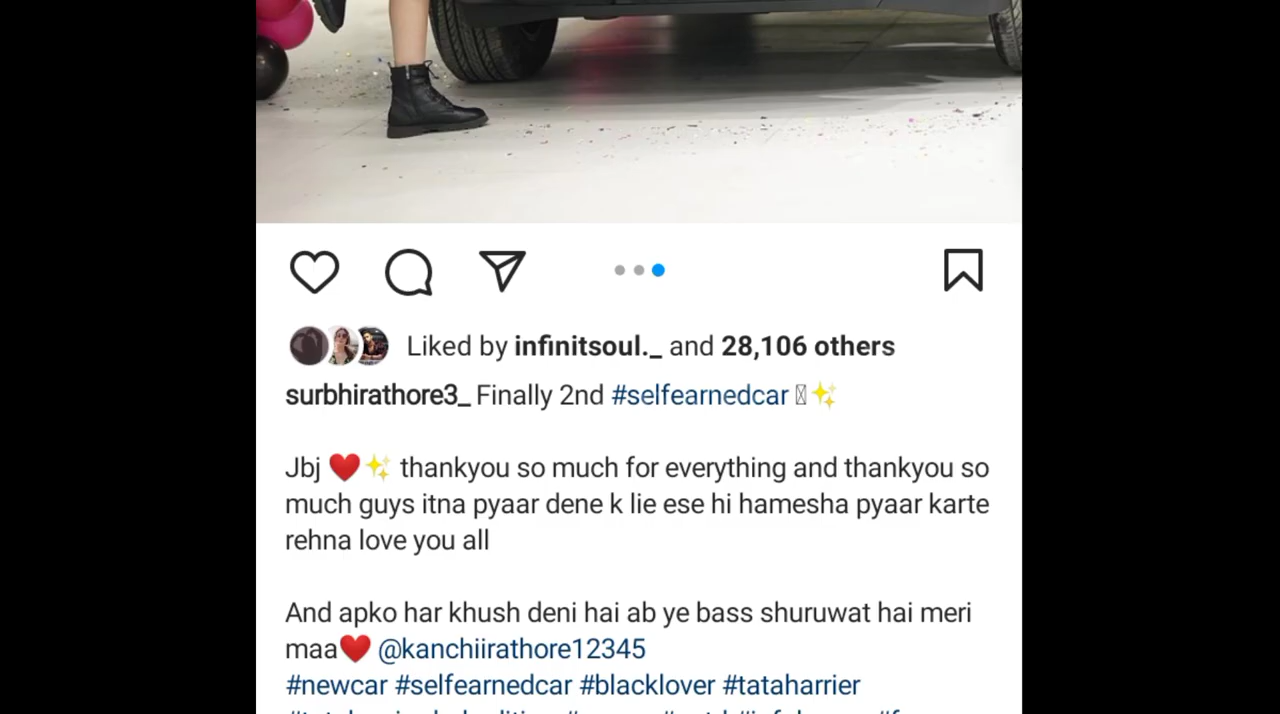 Liked by infinitsoul._ and 28,106 others
surbhirathore3_ Finally 2nd #selfearnedcar ✨
Jbj ❤️✨ thankyou so much for everything and thankyou so
much guys itna pyaar dene k lie ese hi hamesha pyaar karte
rehna love you all
And apko har khush deni hai ab ye bass shuruwat hai meri
maa❤️ @kanchiirathore12345
#newcar #selfearnedcar #blacklover #tataharrier